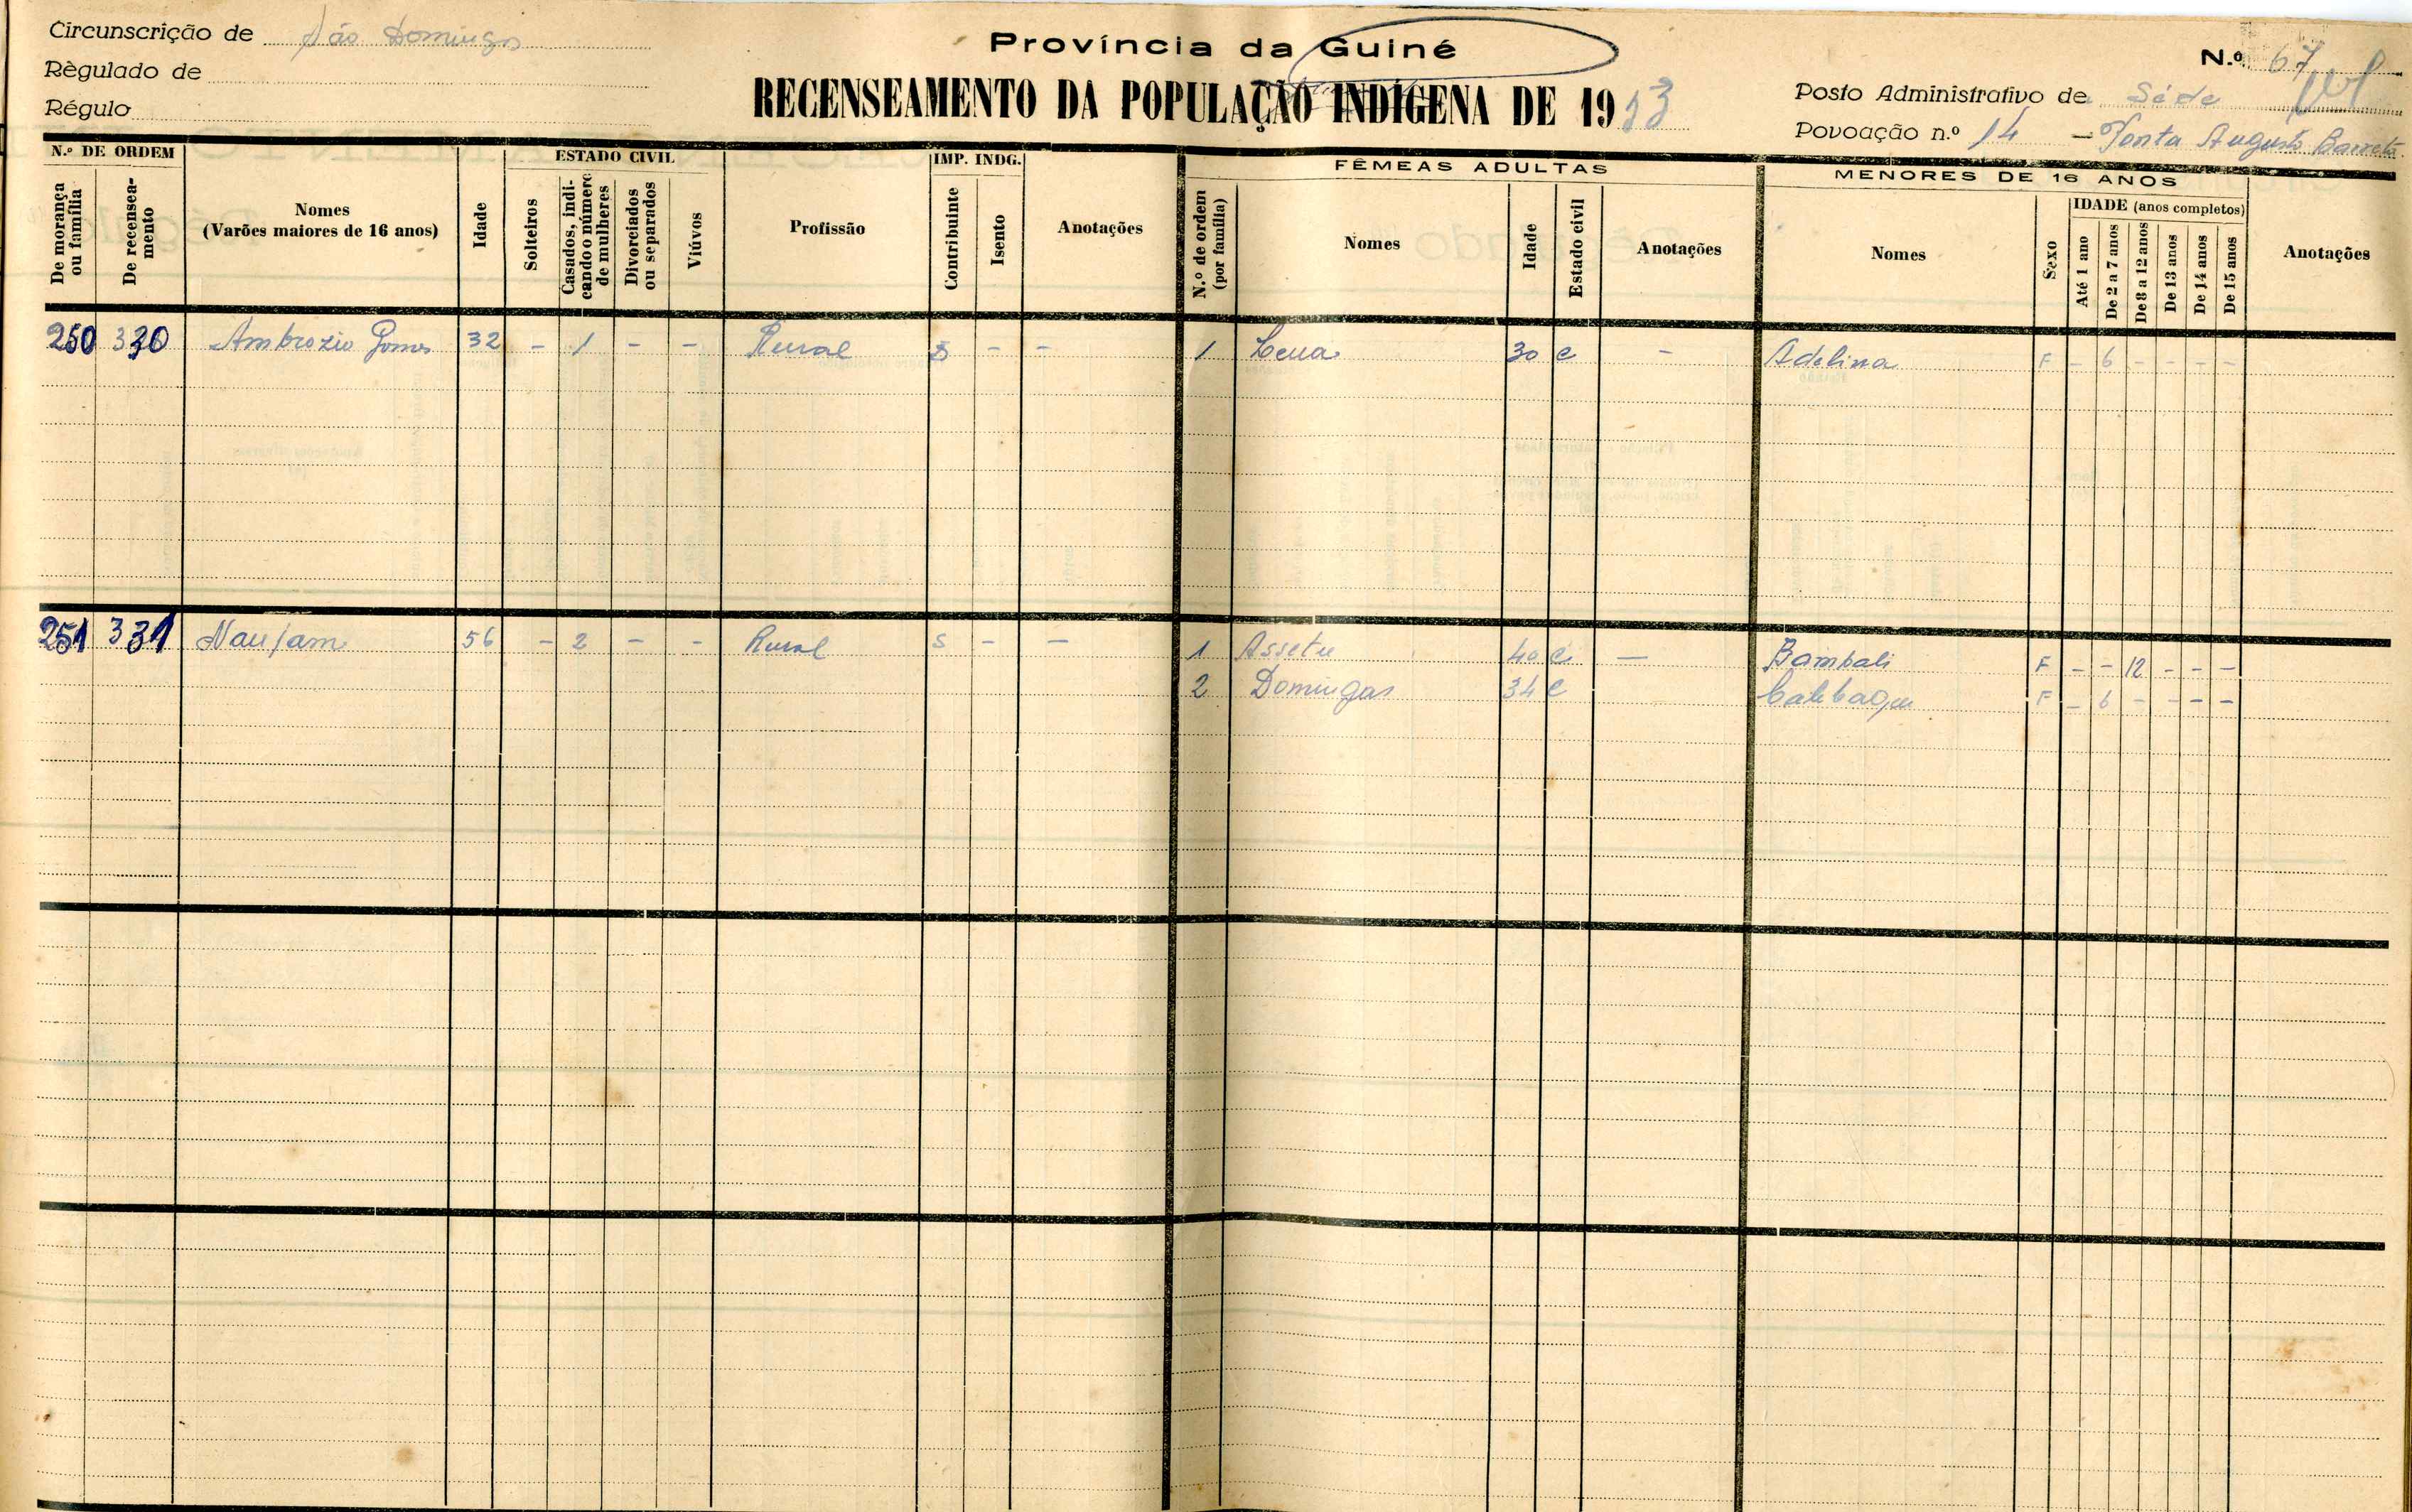 Circunscrição de São Domingos
Règulado de
Régulo
Província da Guiné
RECENSEAMENTO DA POPULAÇÃO INDÍGENA DE 1953
N.º 67
Posto Administrativo de Séde
Povoação n.º 14 - Ponta Augusto Barreto
N.º DE ORDEM
De morança ou família
De recenseamento
Nomes
(Varões maiores de 16 anos)
Idade
ESTADO CIVIL
Solteiros
Casados, indicando o número de mulheres
Divorciados ou separados
Viúvos
Profissão
IMP. INDG.
Contribuinte
Isento
Anotações
FÊMEAS ADULTAS
N.º de ordem (por família)
Nomes
Idade
Estado civil
Anotações
MENORES DE 16 ANOS
Nomes
Sexo
IDADE (anos completos)
Até 1 ano
De 2 a 7 anos
De 8 a 12 anos
De 13 anos
De 14 anos
De 15 anos
Anotações
250 330 Ambrozio Gomes 32 - 1 - - Rural S - - 1 30 C - Adelina F - 6 - - - -
251 331 56 - 2 - - Rural S - - 1 Assetu 40 C - Bambali F - - 12 - - -
2 Domingas 34 C F - 6 - - - -